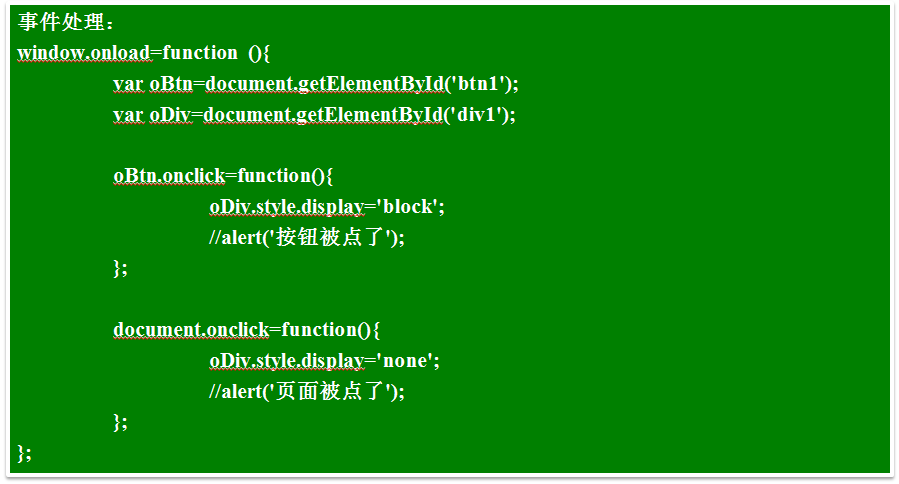 事件处理：
window.onload=function (){
var oBtn=document.getElementById('btn1');
var oDiv=document.getElementById('div1');
oBtn.onclick=function(){
oDiv.style.display='block';
//alert('按钮被点了');
};
document.onclick=function(){
oDiv.style.display='none';
//alert('页面被点了');
};
};